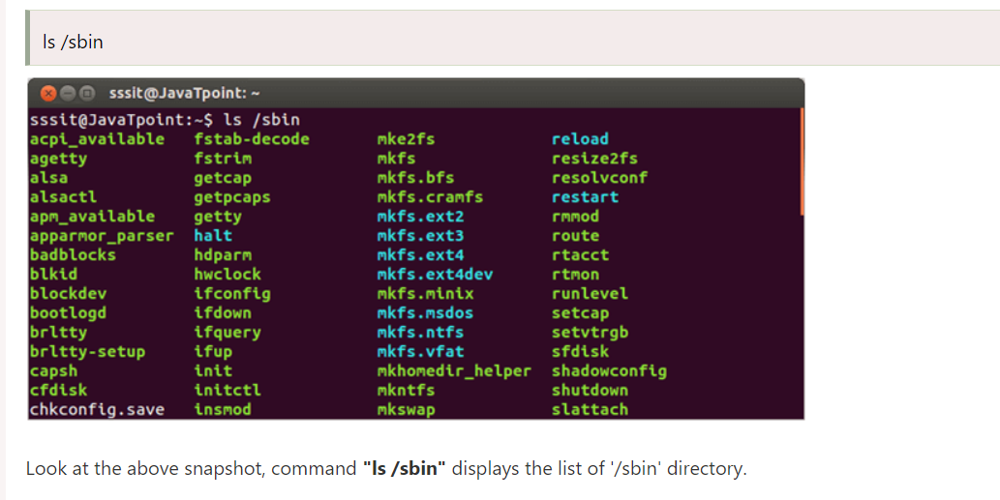 ls /sbin
sssit@JavaTpoint: ~
sssit@JavaTpoint:~$ ls /sbin
acpi_available fstab-decode mke2fs reload
agetty fstrim mkfs resize2fs
alsa getcap mkfs.bfs resolvconf
alsactl getpcaps mkfs.cramfs restart
apm_available getty mkfs.ext2 rmmod
apparmor_parser halt mkfs.ext3 route
badblocks hdparm mkfs.ext4 rtacct
blkid hwclock mkfs.ext4dev rtmon
blockdev ifconfig mkfs.minix runlevel
bootlogd ifdown mkfs.msdos setcap
brltty ifquery mkfs.ntfs setvtrgb
brltty-setup ifup mkfs.vfat sfdisk
capsh init mkhomedir_helper shadowconfig
cfdisk initctl mkntfs shutdown
chkconfig.save insmod mkswap slattach
Look at the above snapshot, command "ls /sbin" displays the list of '/sbin' directory.